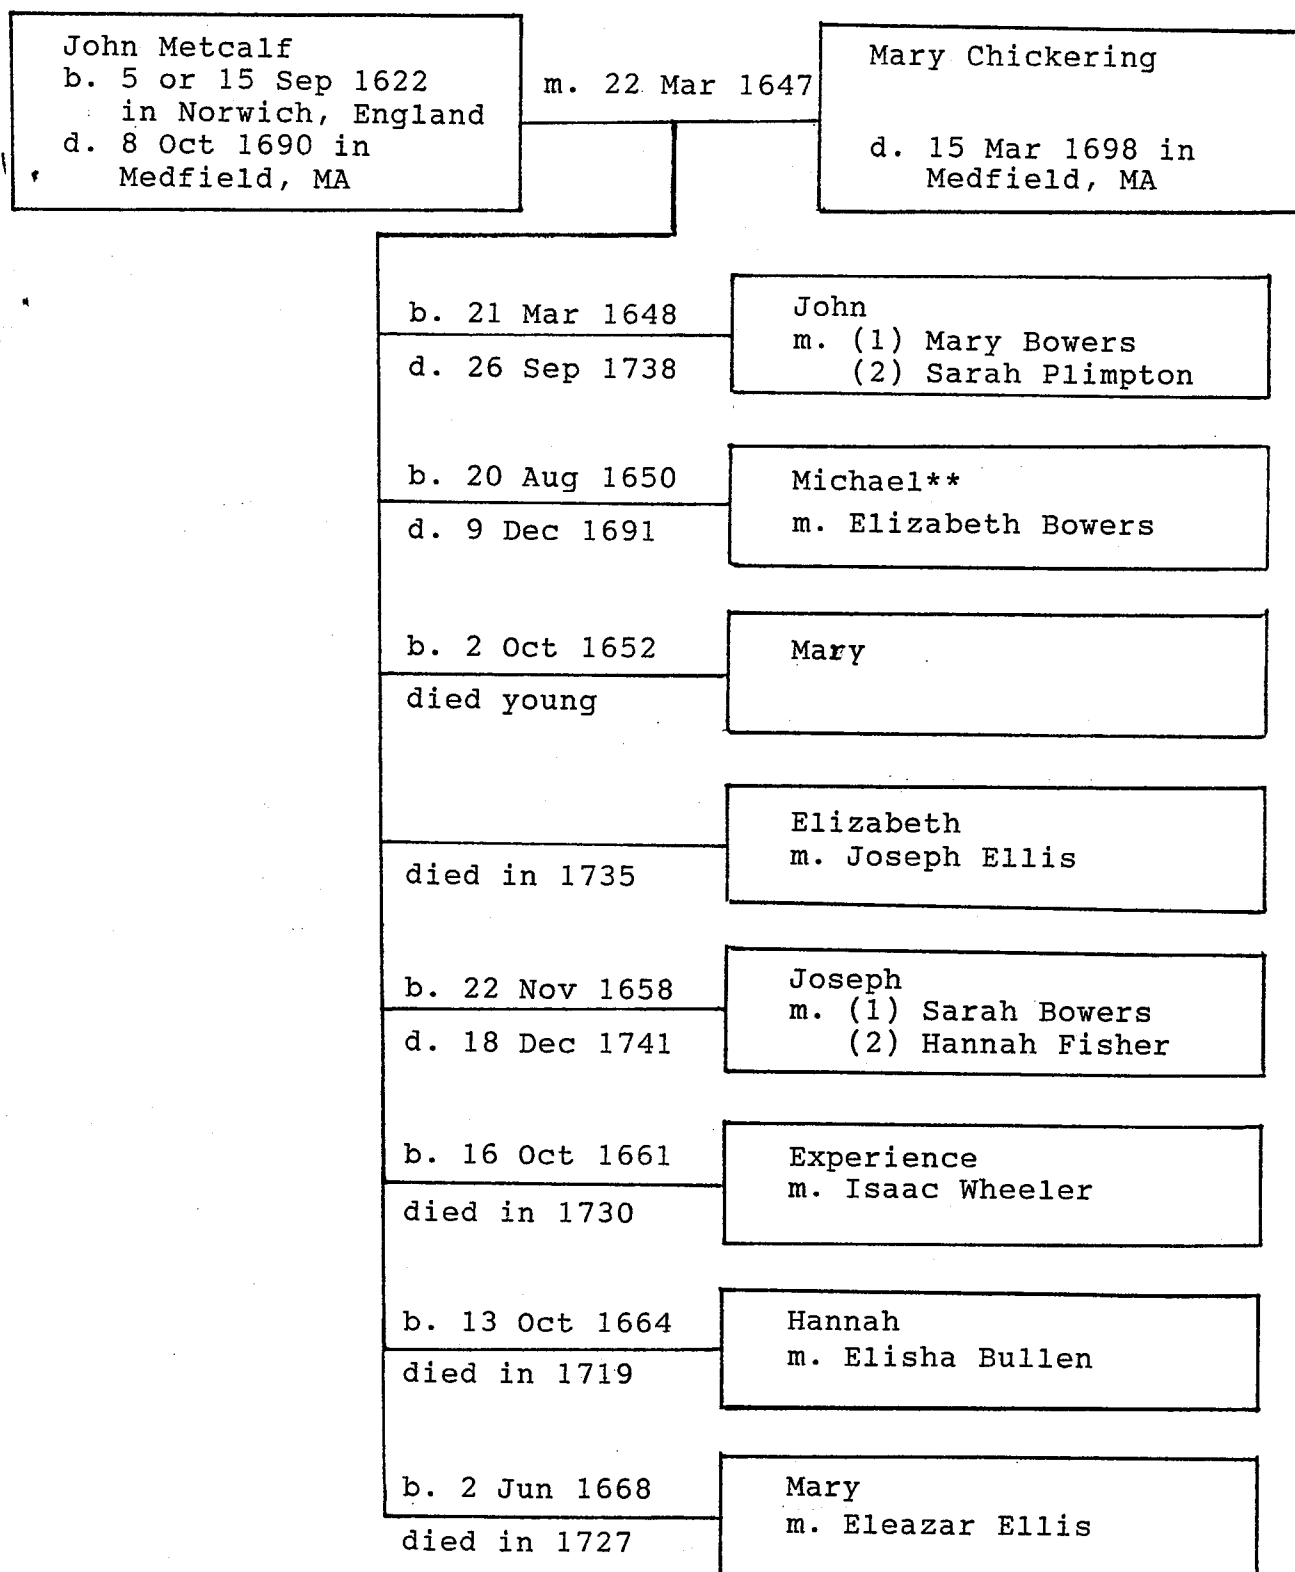 John Metcalf
b. 5 or 15 Sep 1622
in Norwich, England
d. 8 Oct 1690 in
Medfield, MA
m. 22 Mar 1647
Mary Chickering
d. 15 Mar 1698 in
Medfield, MA
b. 21 Mar 1648
d. 26 Sep 1738
John
m. (1) Mary Bowers
(2) Sarah Plimpton
b. 20 Aug 1650
d. 9 Dec 1691
Michael**
m. Elizabeth Bowers
b. 2 Oct 1652
died young
Mary
died in 1735
Elizabeth
m. Joseph Ellis
b. 22 Nov 1658
d. 18 Dec 1741
Joseph
m. (1) Sarah Bowers
(2) Hannah Fisher
b. 16 Oct 1661
died in 1730
Experience
m. Isaac Wheeler
b. 13 Oct 1664
died in 1719
Hannah
m. Elisha Bullen
b. 2 Jun 1668
died in 1727
Mary
m. Eleazar Ellis